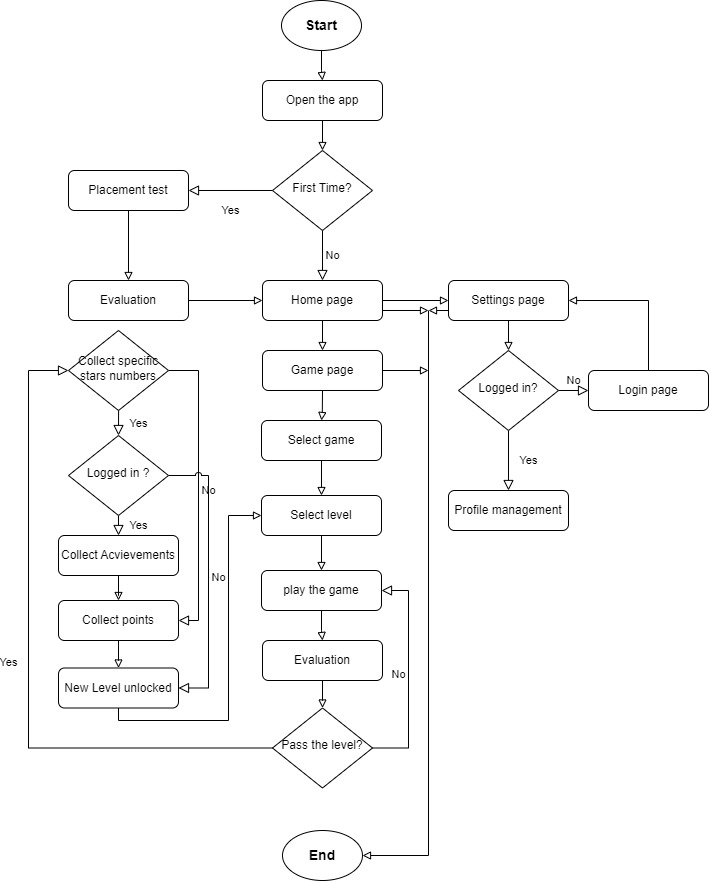 Start
Open the app
First Time?
Placement test
Yes
No
Evaluation
Home page
Settings page
Collect specific
stars numbers
Game page
Logged in?
No
Login page
Yes
Select game
Logged in ?
Yes
No
Profile management
Select level
Yes
Collect Acvievements
No
play the game
Collect points
Evaluation
Yes
No
New Level unlocked
Pass the level?
End